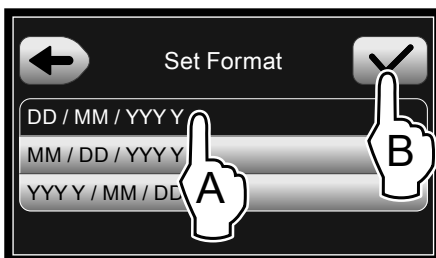 Set Format
DD / MM / YYY Y
MM / DD / YYY Y
YYY Y / MM / DD
A
B